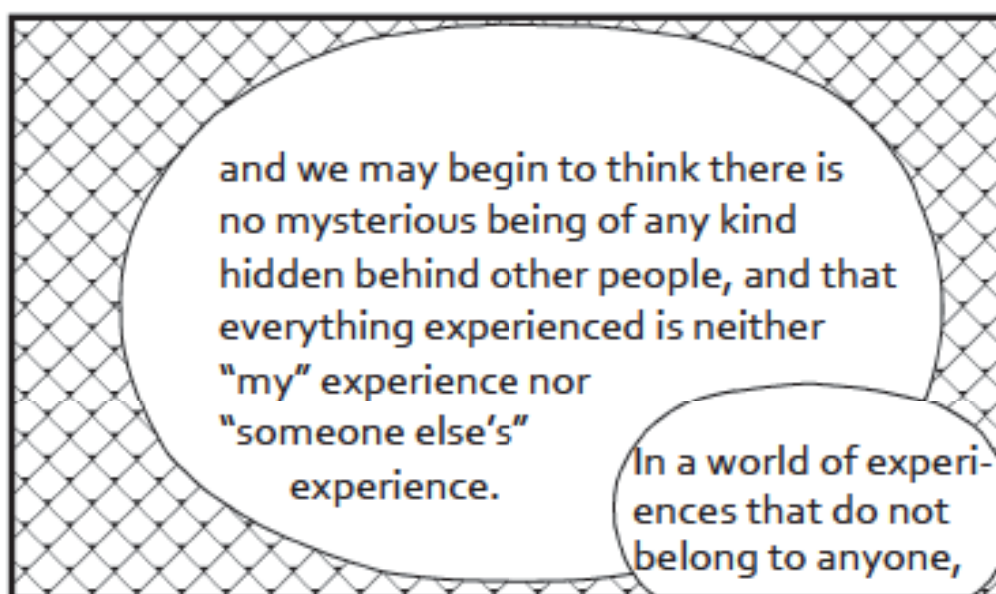 and we may begin to think there is
no mysterious being of any kind
hidden behind other people, and that
everything experienced is neither
“my” experience nor
“someone else’s”
experience.
In a world of experi-
ences that do not
belong to anyone,